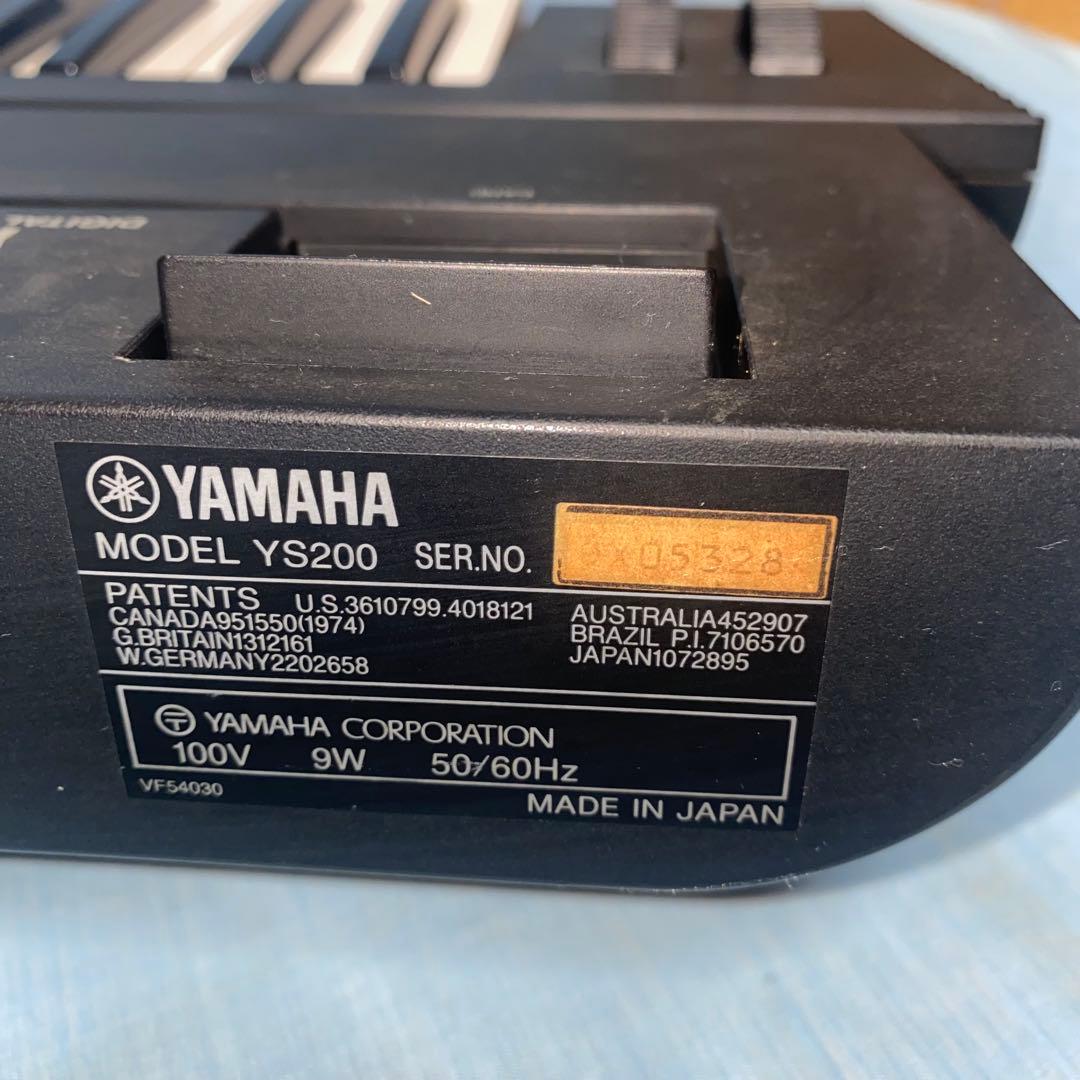 DIGITAL
YAMAHA
MODEL YS200 SER.NO.
PATENTS U.S.3610799.4018121
CANADA951550(1974)
G.BRITAIN1312161
W.GERMANY2202658
AUSTRALIA452907
BRAZIL P.I.7106570
JAPAN1072895
YAMAHA CORPORATION
100V 9W 50/60Hz
VF54030
MADE IN JAPAN